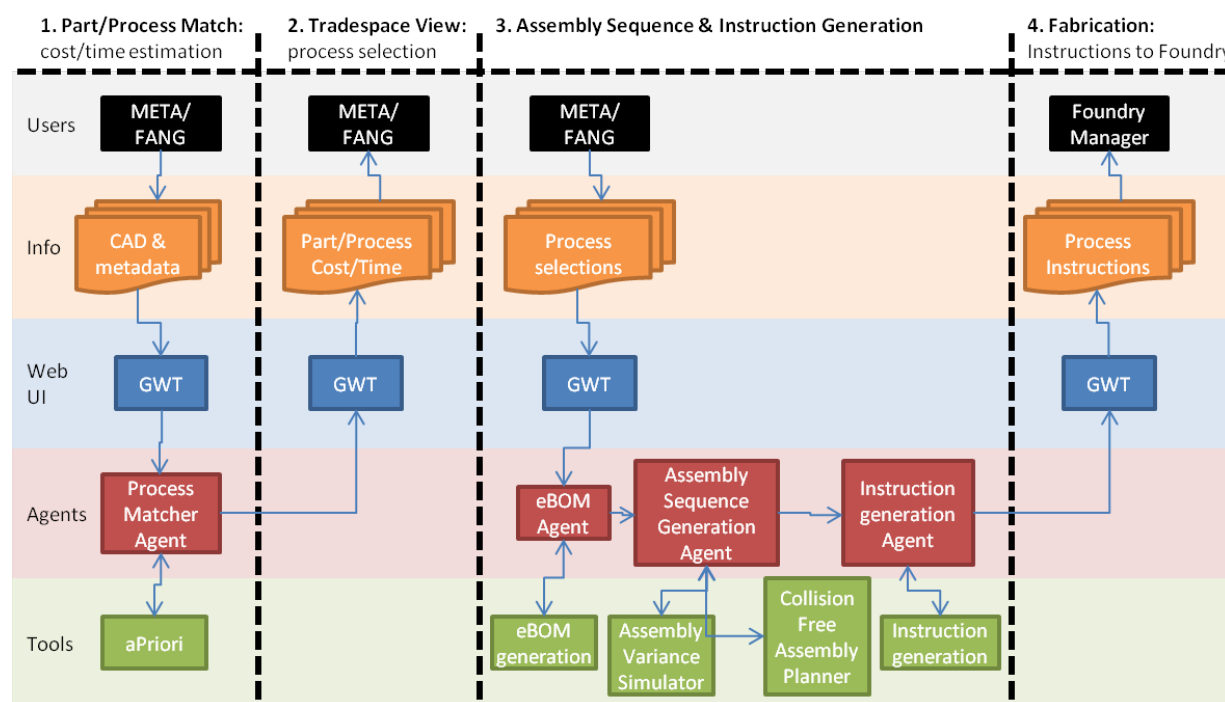 1. Part/Process Match:
cost/time estimation
2. Tradespace View:
process selection
3. Assembly Sequence & Instruction Generation
4. Fabrication:
Instructions to Foundry
Users
META/
FANG
META/
FANG
META/
FANG
Foundry
Manager
Info
CAD &
metadata
Part/Process
Cost/Time
Process
selections
Process
Instructions
Web
UI
GWT
GWT
GWT
GWT
Agents
Process
Matcher
Agent
eBOM
Agent
Assembly
Sequence
Generation
Agent
Instruction
generation
Agent
Tools
aPriori
eBOM
generation
Assembly
Variance
Simulator
Collision
Free
Assembly
Planner
Instruction
generation